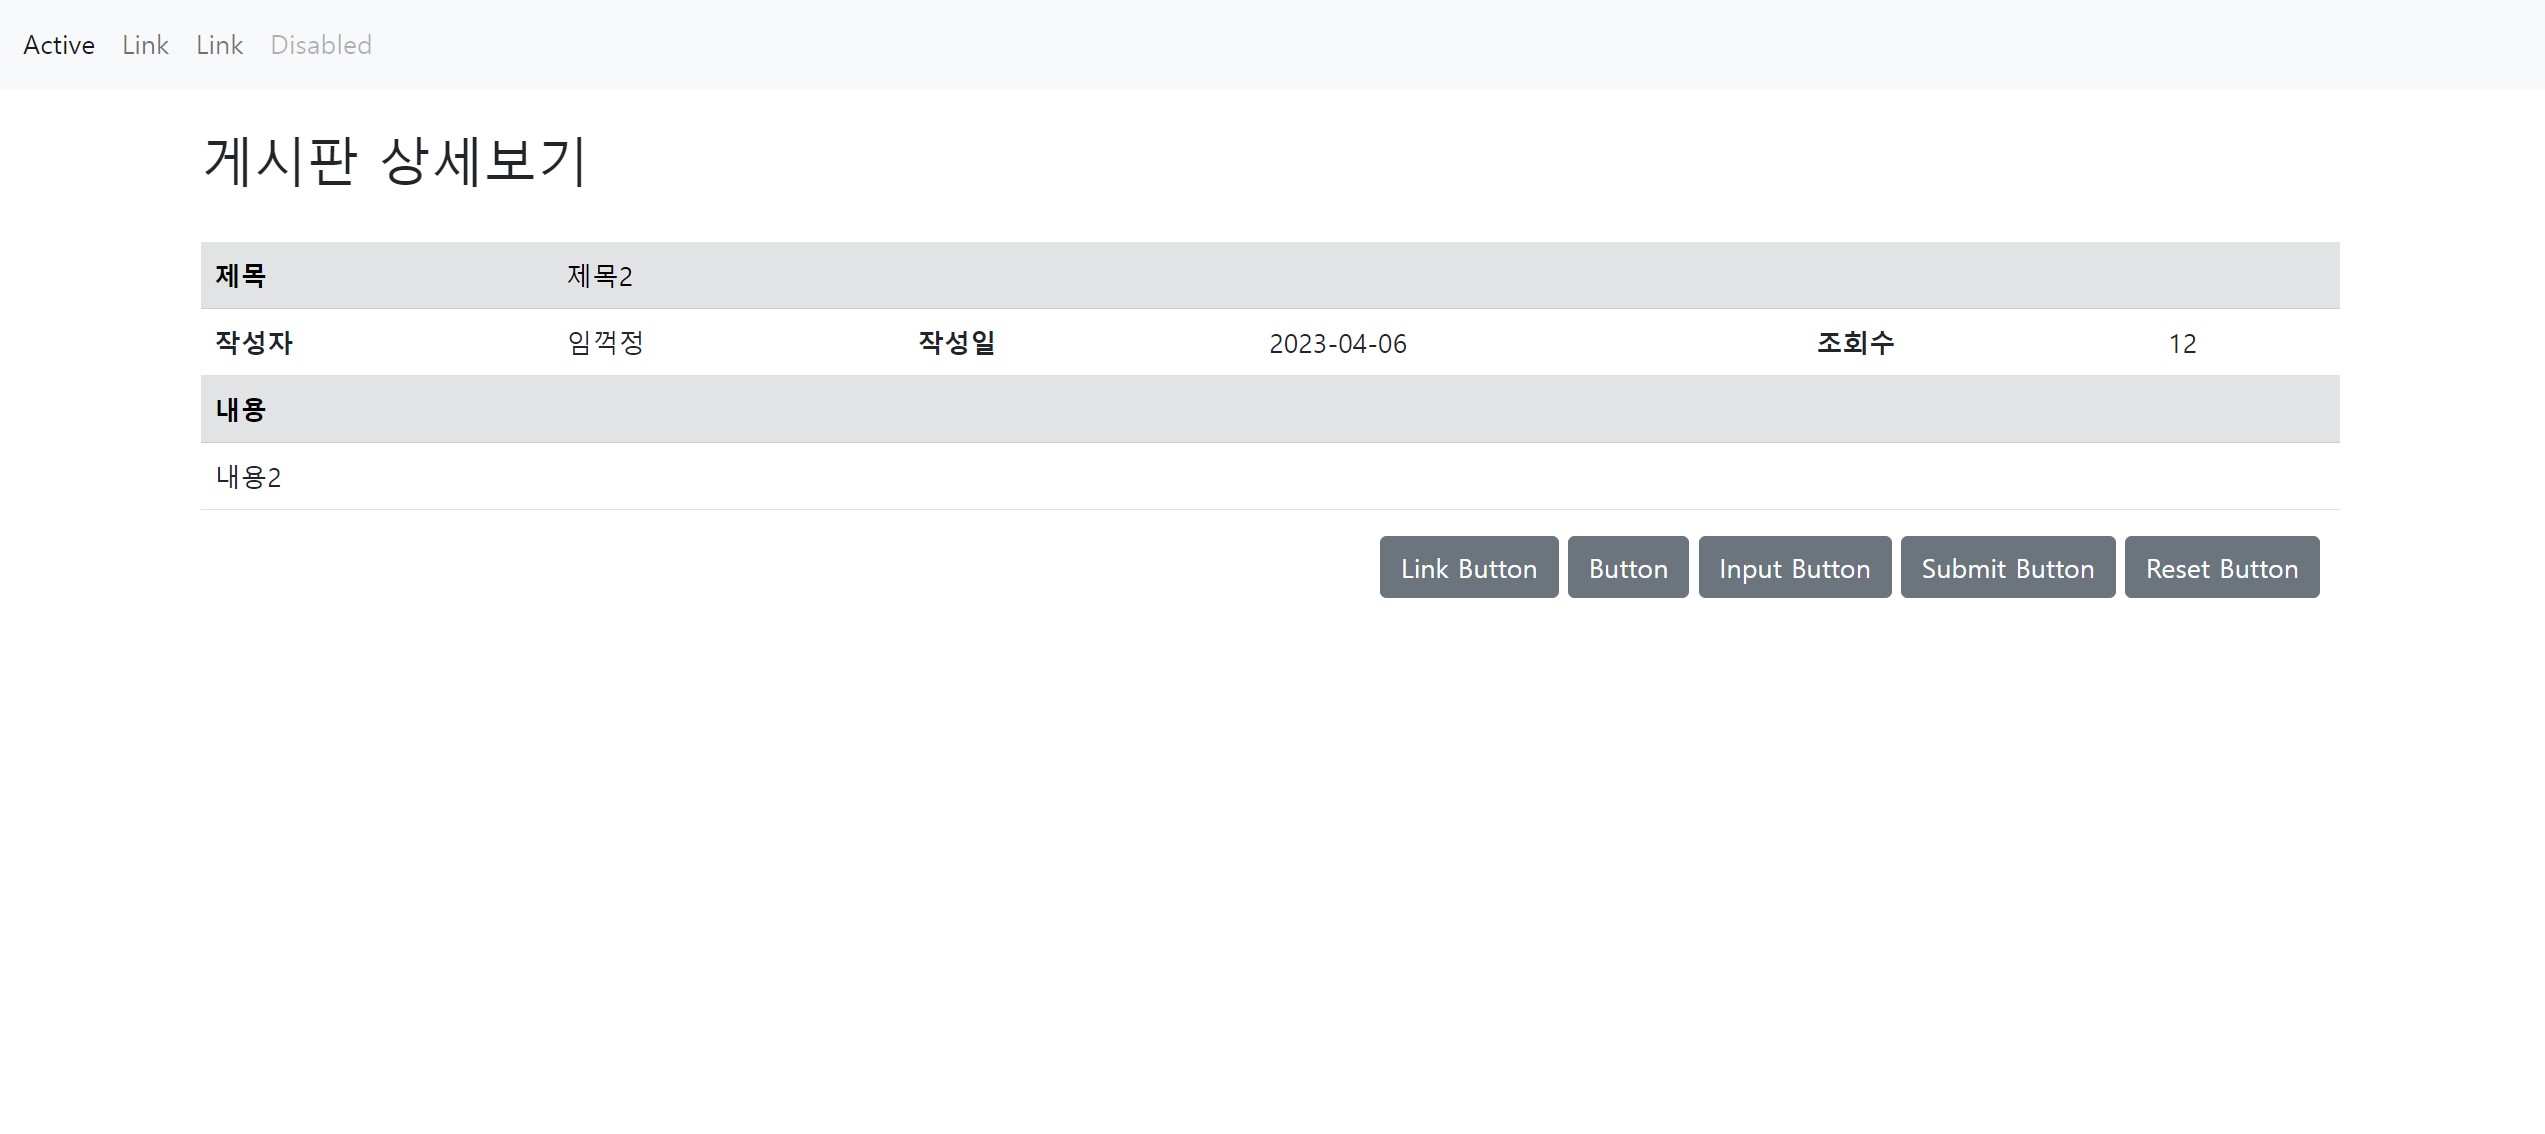 Active Link Link Disabled
게시판 상세보기
제목 제목2
작성자 임꺽정 작성일 2023-04-06 조회수 12
내용
내용2
Link Button Button Input Button Submit Button Reset Button